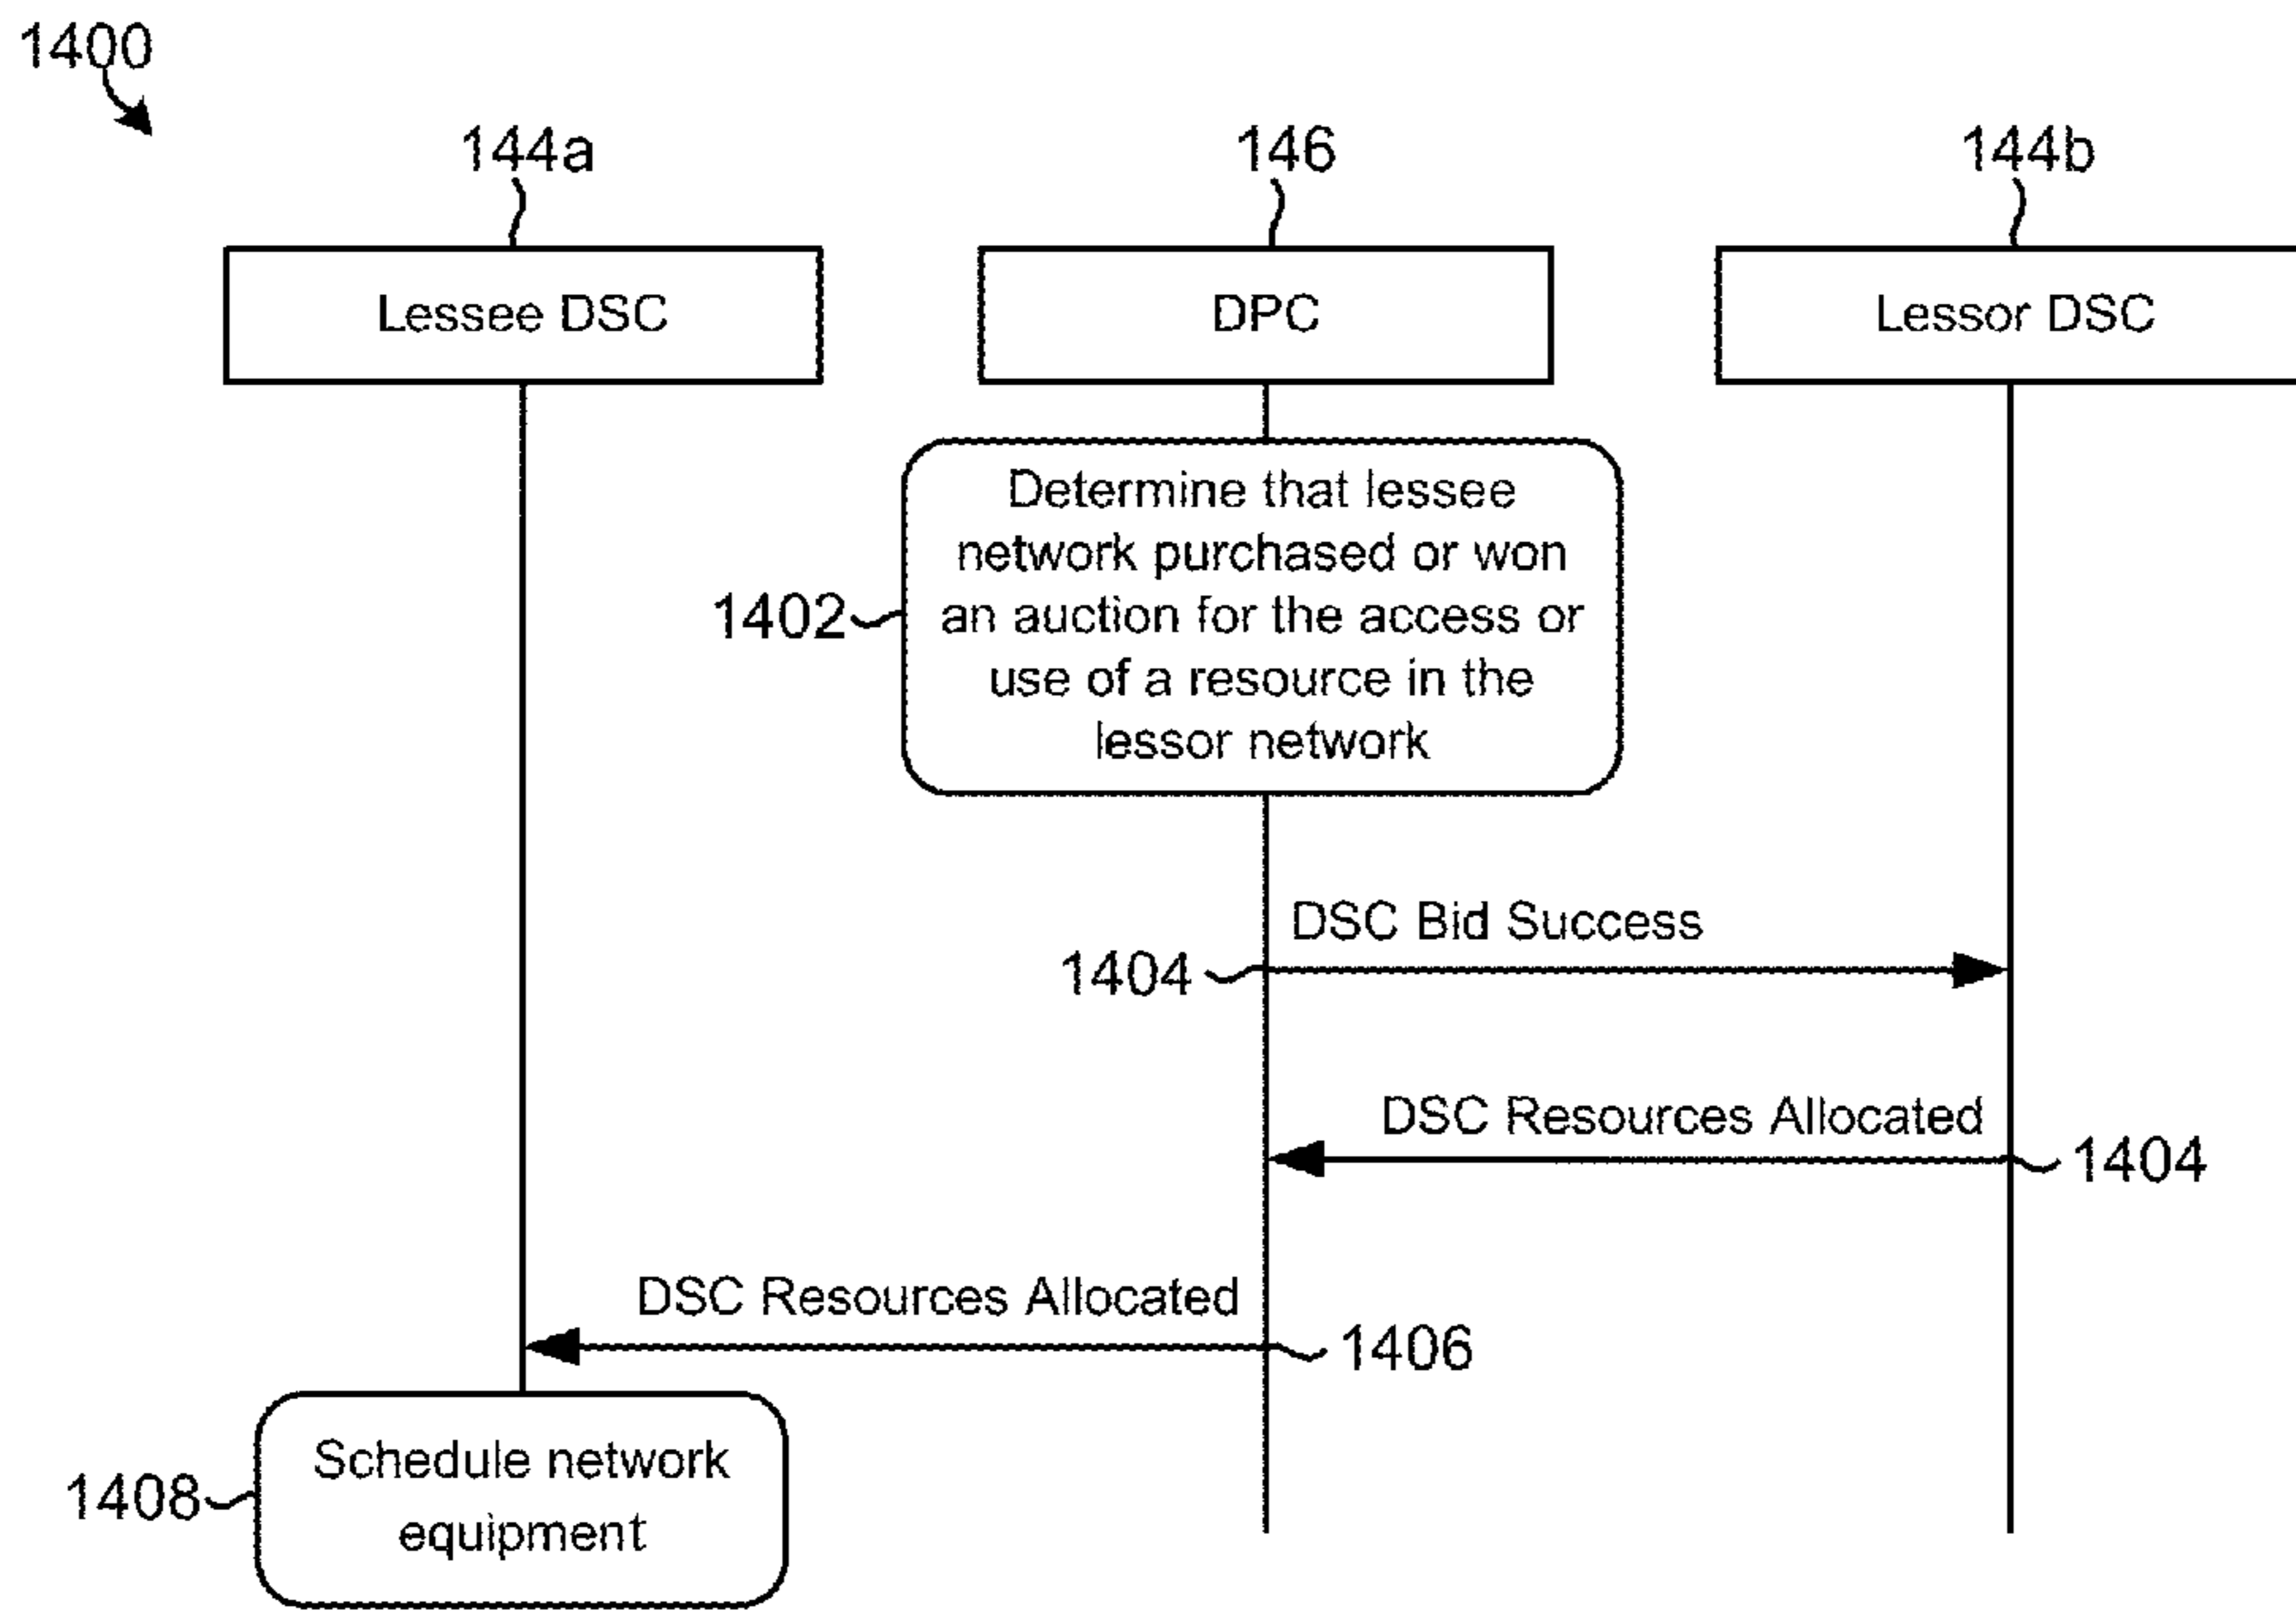 1400
144a
146
144b
Lessee DSC
DPC
Lessor DSC
Determine that lessee
network purchased or won
an auction for the access or
use of a resource in the
lessor network
1402
DSC Bid Success
1404
DSC Resources Allocated
1404
DSC Resources Allocated
1406
Schedule network
equipment
1408